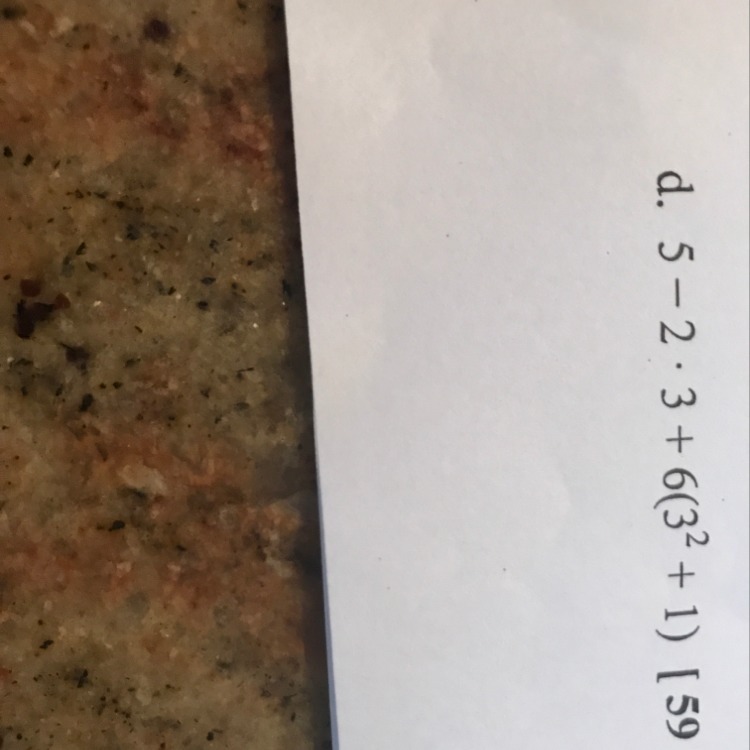 d. 5 − 2 · 3 + 6(3² + 1) [ 59